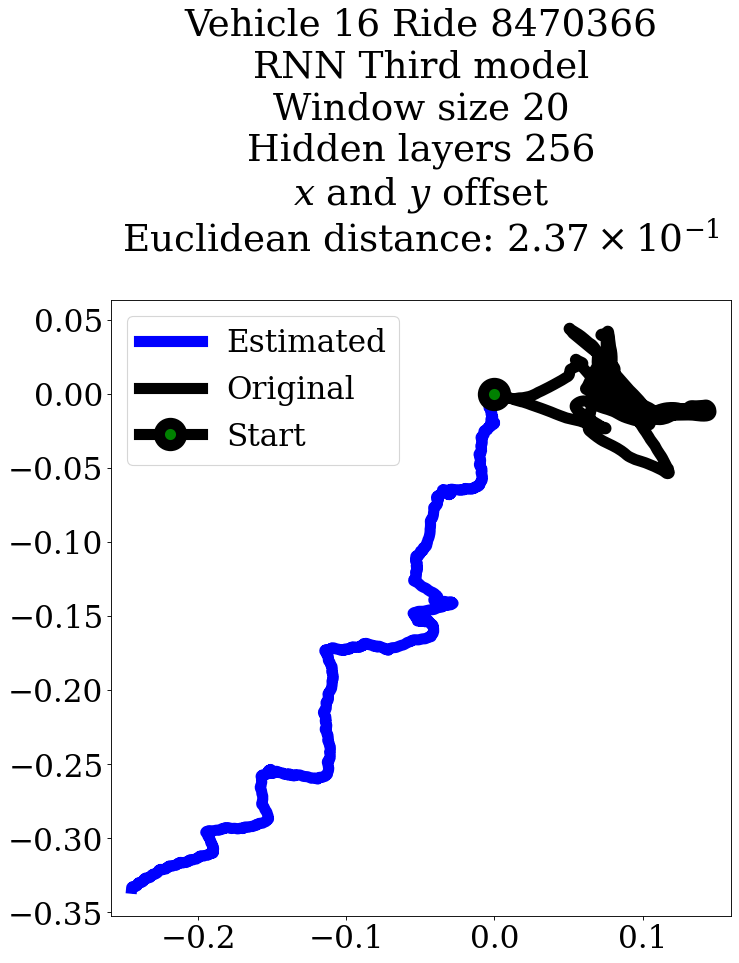 Vehicle 16 Ride 8470366
RNN Third model
Window size 20
Hidden layers 256
x and y offset
Euclidean distance: 2.37 × 10⁻¹
Estimated
Original
Start
0.05
0.00
−0.05
−0.10
−0.15
−0.20
−0.25
−0.30
−0.35
−0.2 −0.1 0.0 0.1